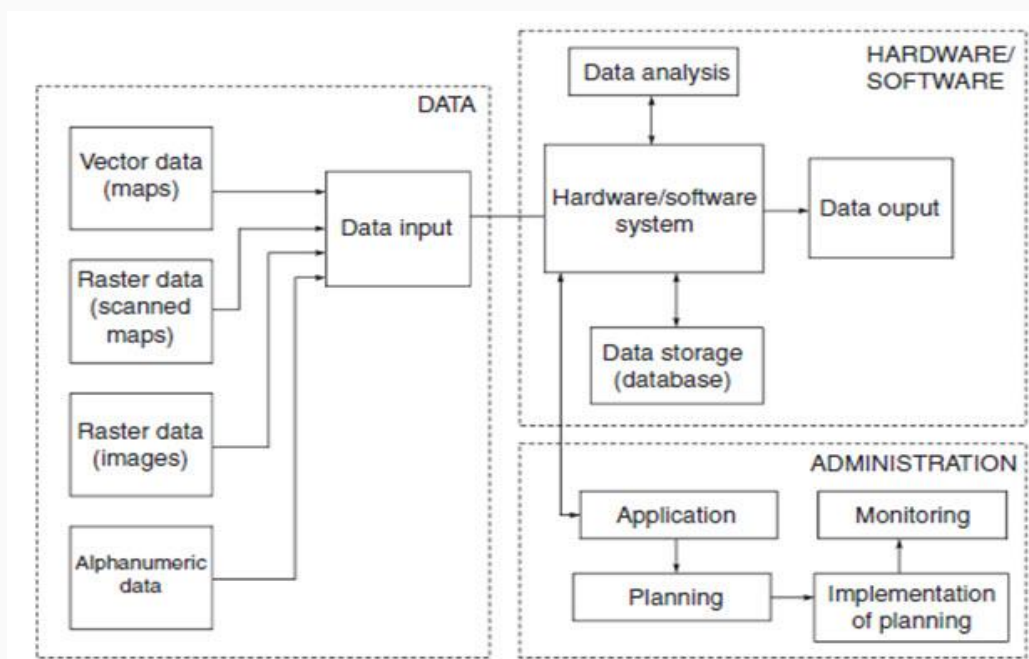 DATA
Vector data
(maps)
Raster data
(scanned
maps)
Raster data
(images)
Alphanumeric
data
Data input
HARDWARE/
SOFTWARE
Data analysis
Hardware/software
system
Data ouput
Data storage
(database)
ADMINISTRATION
Application
Monitoring
Planning
Implementation
of planning